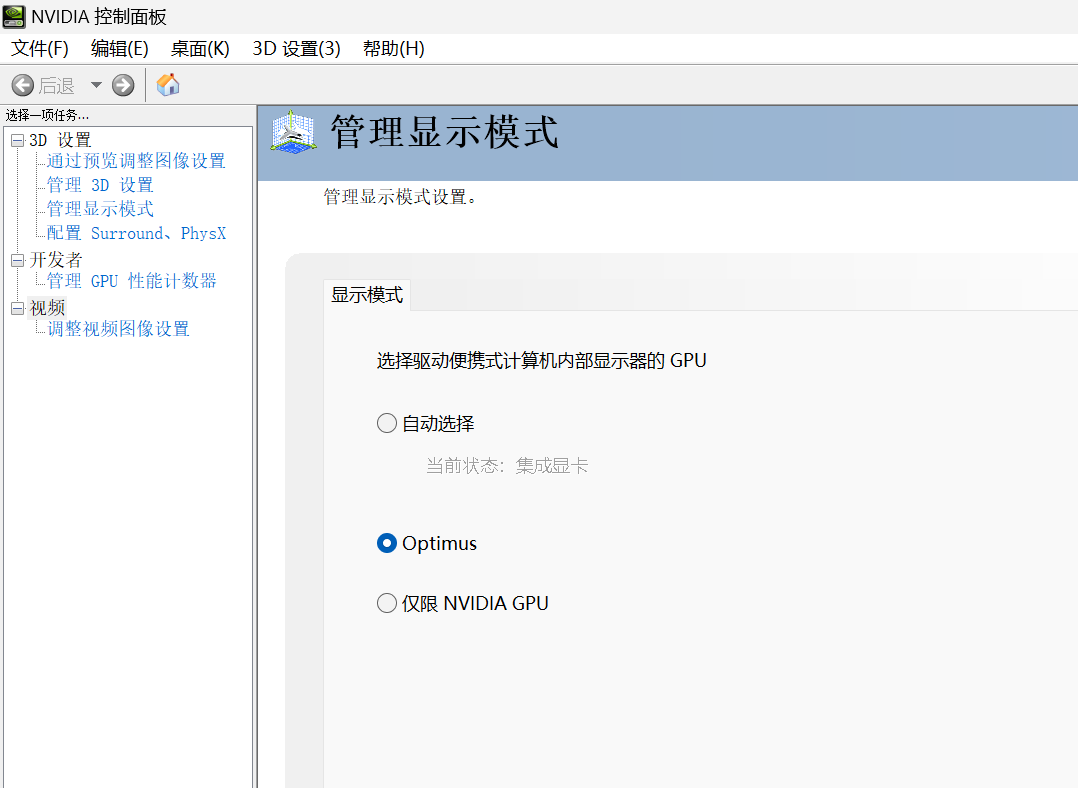 NVIDIA 控制面板
文件(F) 编辑(E) 桌面(K) 3D 设置(3) 帮助(H)
后退
选择一项任务...
3D 设置
通过预览调整图像设置
管理 3D 设置
管理显示模式
配置 Surround、PhysX
开发者
管理 GPU 性能计数器
视频
调整视频图像设置
管理显示模式
管理显示模式设置。
显示模式
选择驱动便携式计算机内部显示器的 GPU
自动选择
当前状态: 集成显卡
Optimus
仅限 NVIDIA GPU